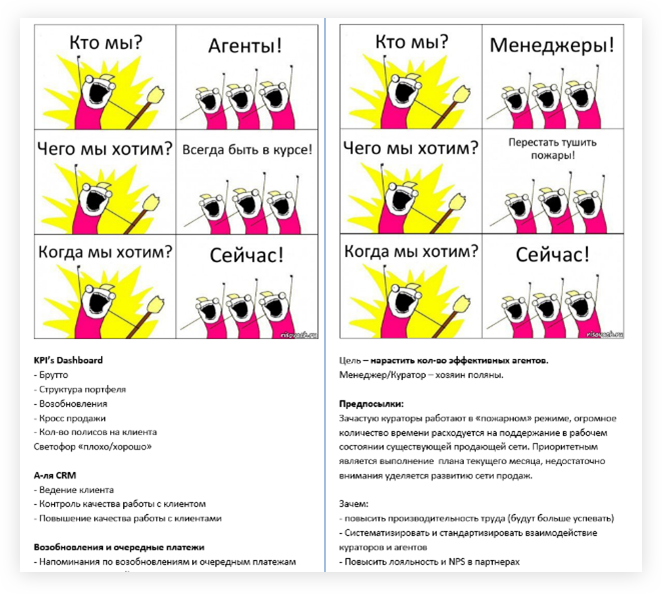 Кто мы?
Агенты!
Чего мы хотим?
Всегда быть в курсе!
Когда мы хотим?
Сейчас!
risovach.ru
KPI's Dashboard
- Брутто
- Структура портфеля
- Возобновления
- Кросс продажи
- Кол-во полисов на клиента
Светофор «плохо/хорошо»
А-ля CRM
- Ведение клиента
- Контроль качества работы с клиентом
- Повышение качества работы с клиентами
Возобновления и очередные платежи
- Напоминания по возобновлениям и очередным платежам
Кто мы?
Менеджеры!
Чего мы хотим?
Перестать тушить
пожары!
Когда мы хотим?
Сейчас!
risovach.ru
Цель – нарастить кол-во эффективных агентов.
Менеджер/Куратор – хозяин поляны.
Предпосылки:
Зачастую кураторы работают в «пожарном» режиме, огромное
количество времени расходуется на поддержание в рабочем
состоянии существующей продающей сети. Приоритетным
является выполнение плана текущего месяца, недостаточно
внимания уделяется развитию сети продаж.
Зачем:
- повысить производительность труда (будут больше успевать)
- Систематизировать и стандартизировать взаимодействие
кураторов и агентов
- Повысить лояльность и NPS в партнерах